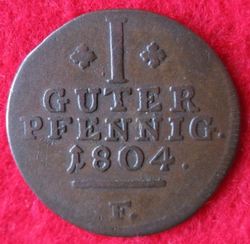 I
GUTER
PFENNIG.
1804.
F.